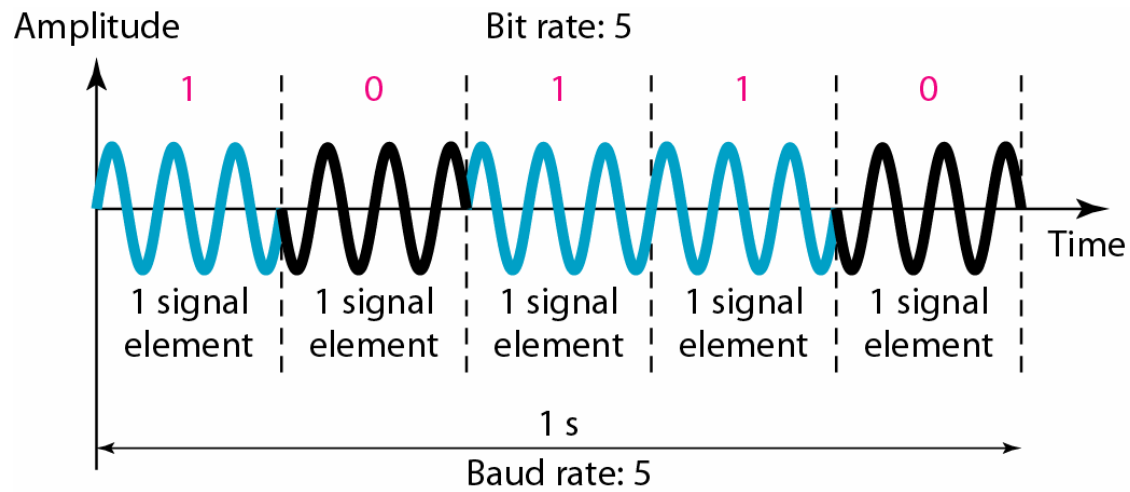 Amplitude
Bit rate: 5
1 0 1 1 0
Time
1 signal 1 signal 1 signal 1 signal 1 signal
element element element element element
1 s
Baud rate: 5